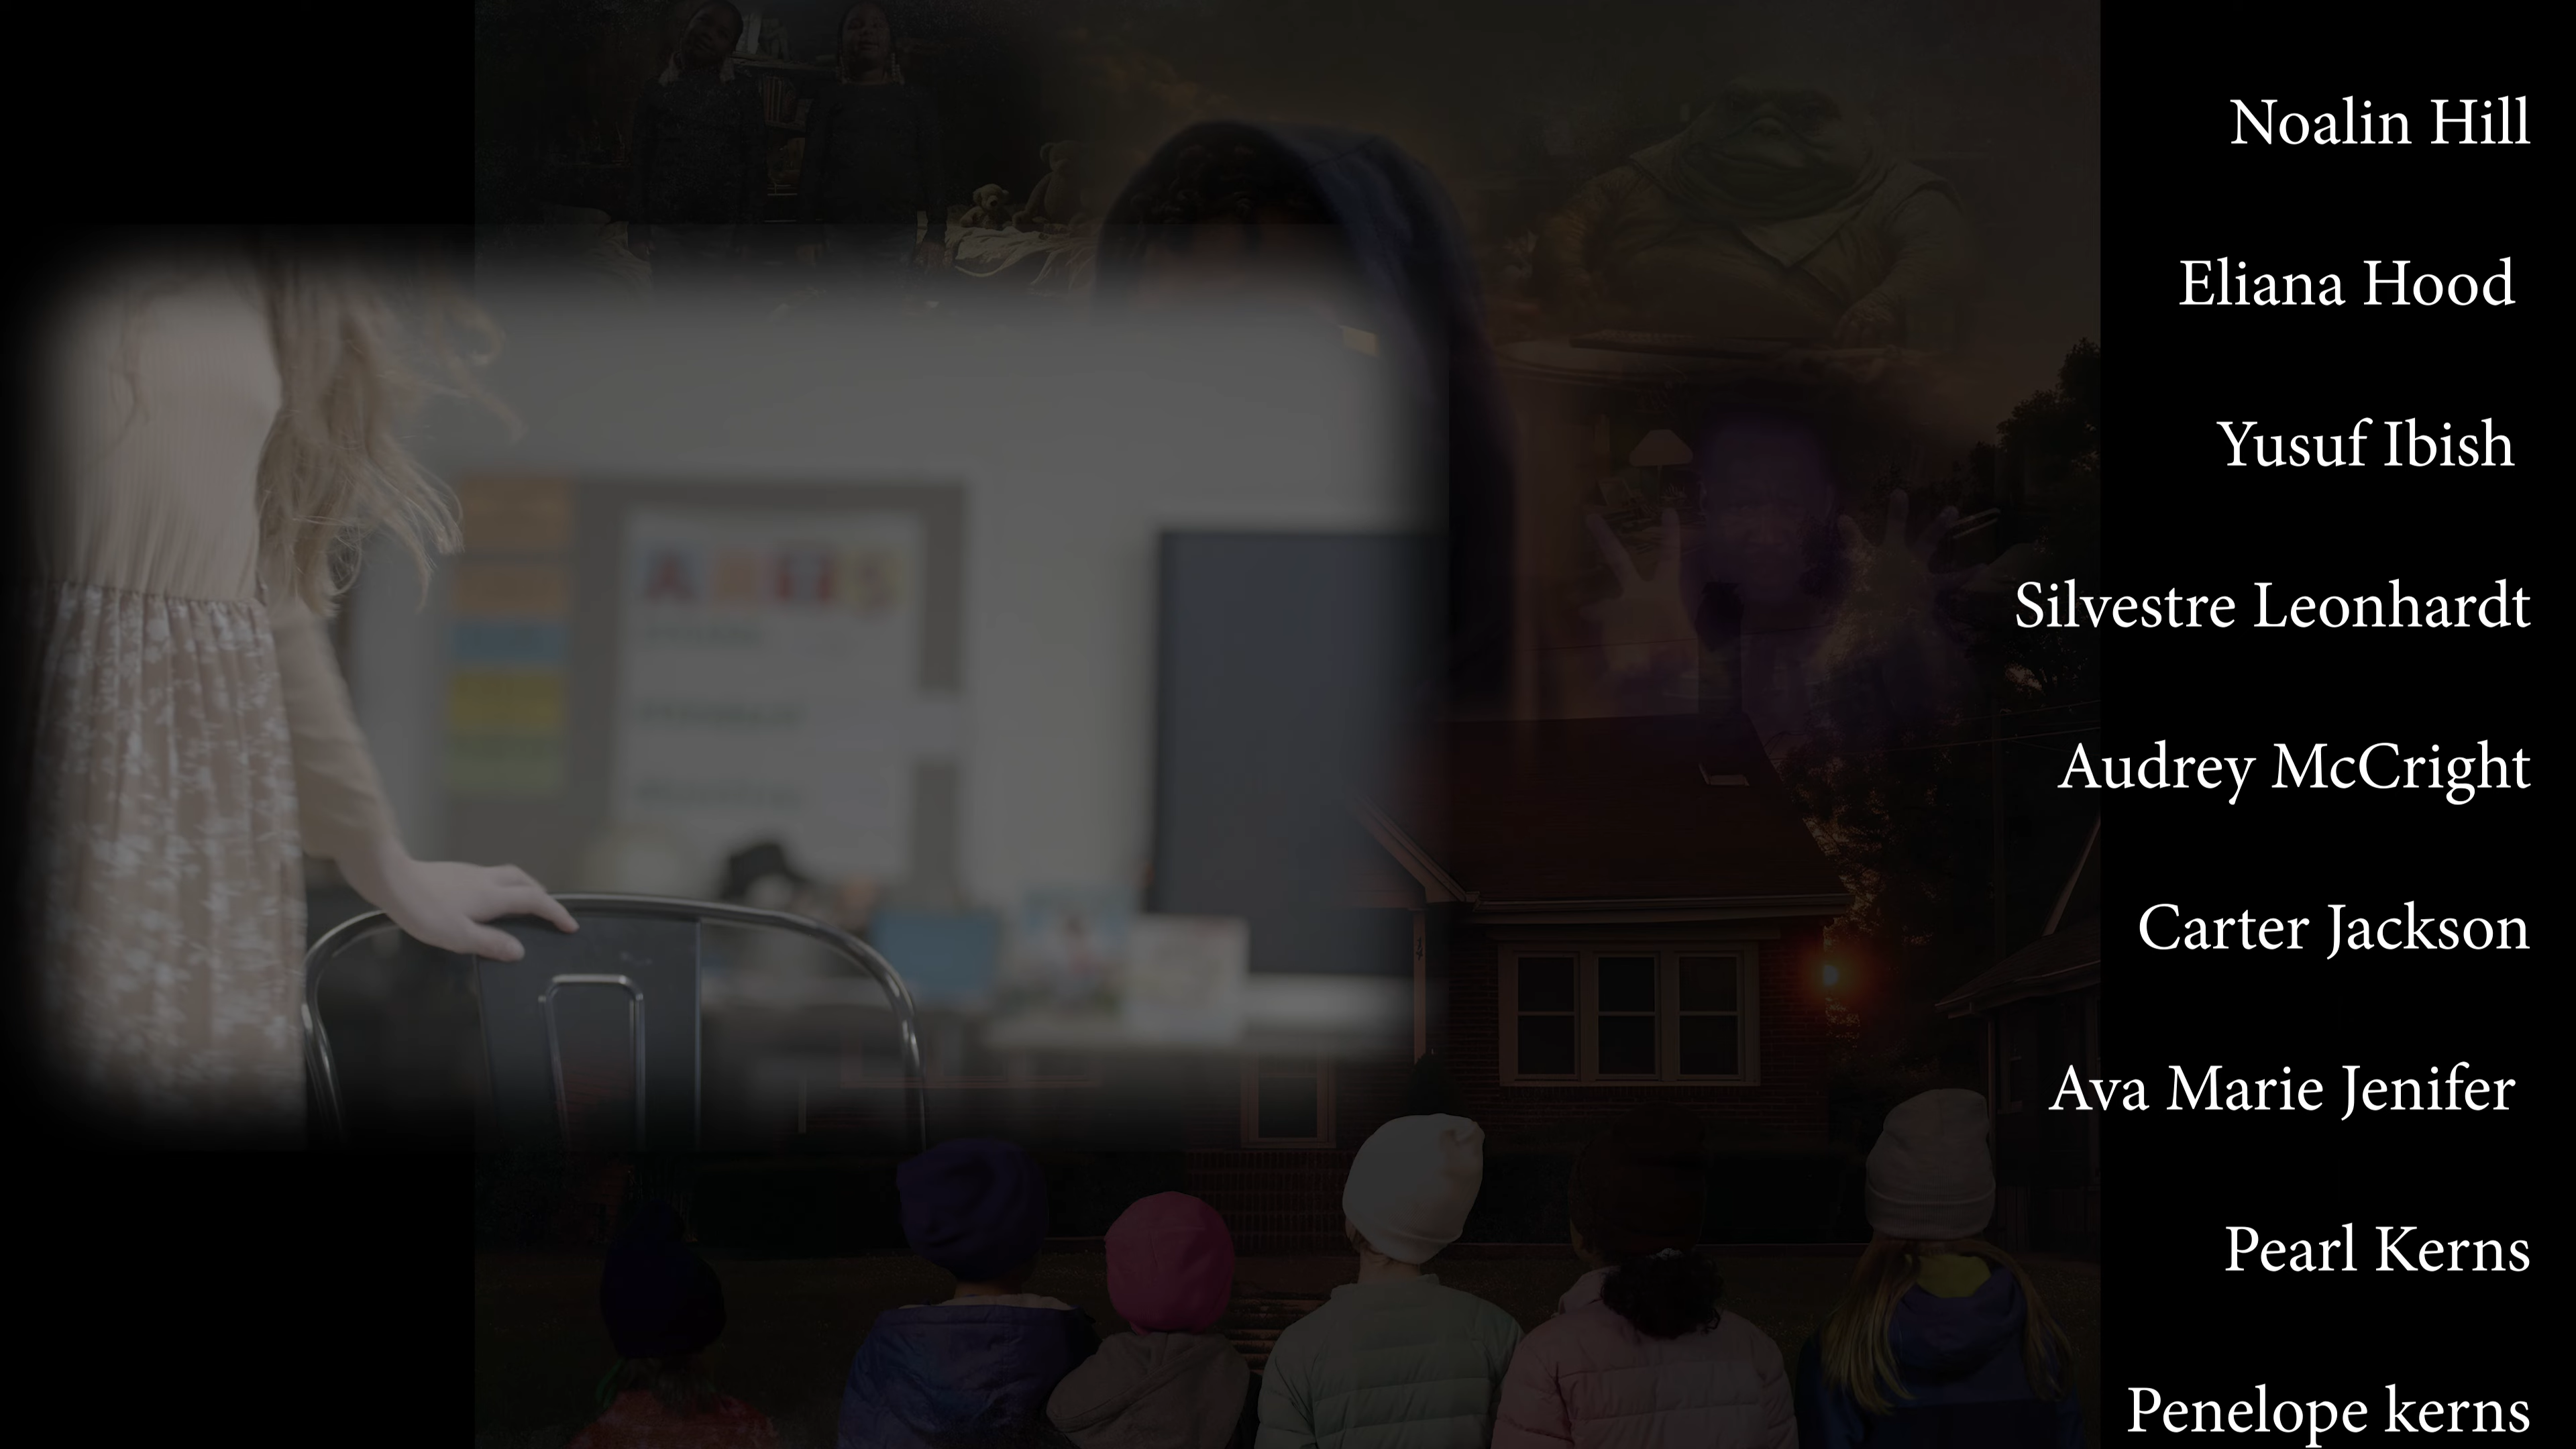 Noalin Hill
Eliana Hood
Yusuf Ibish
Silvestre Leonhardt
Audrey McCright
Carter Jackson
Ava Marie Jenifer
Pearl Kerns
Penelope kerns